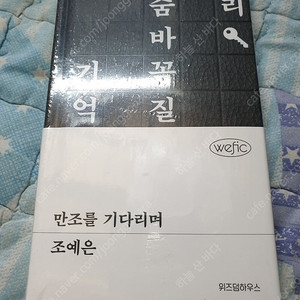 기억
숨바꼭질
키
wefic
만조를 기다리며
조예은
위즈덤하우스